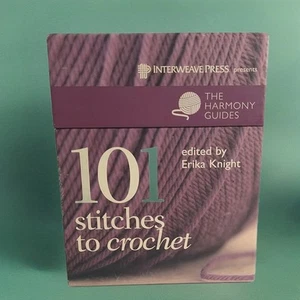 INTERWEAVE PRESS presents
THE
HARMONY
GUIDES
101
edited by
Erika Knight
stitches
to crochet